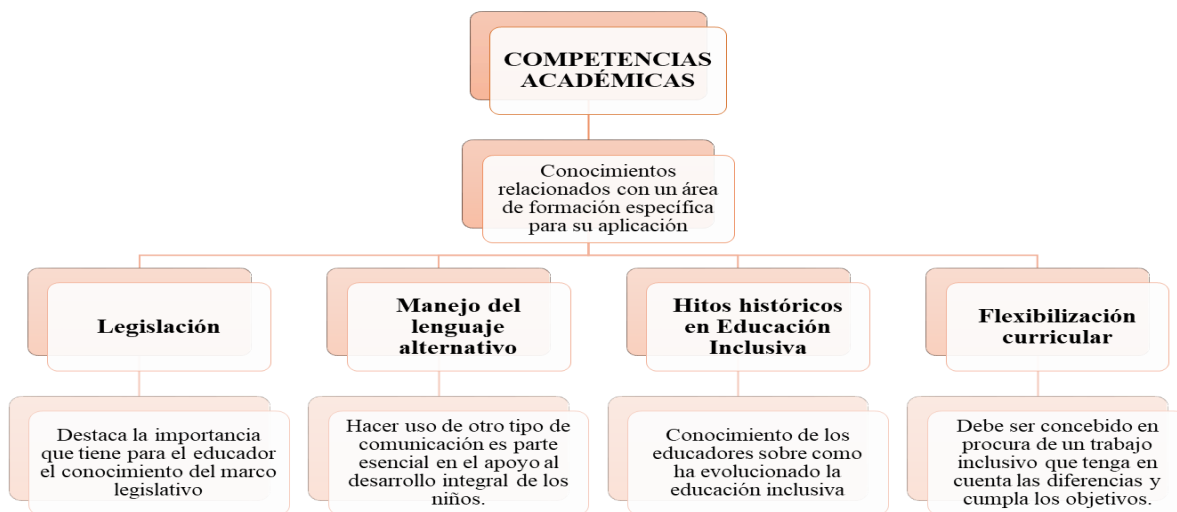 COMPETENCIAS
ACADÉMICAS
Conocimientos
relacionados con un área
de formación específica
para su aplicación
Legislación
Manejo del
lenguaje
alternativo
Hitos históricos
en Educación
Inclusiva
Flexibilización
curricular
Destaca la importancia
que tiene para el educador
el conocimiento del marco
legislativo
Hacer uso de otro tipo de
comunicación es parte
esencial en el apoyo al
desarrollo integral de los
niños.
Conocimiento de los
educadores sobre como
ha evolucionado la
educación inclusiva
Debe ser concebido en
procura de un trabajo
inclusivo que tenga en
cuenta las diferencias y
cumpla los objetivos.